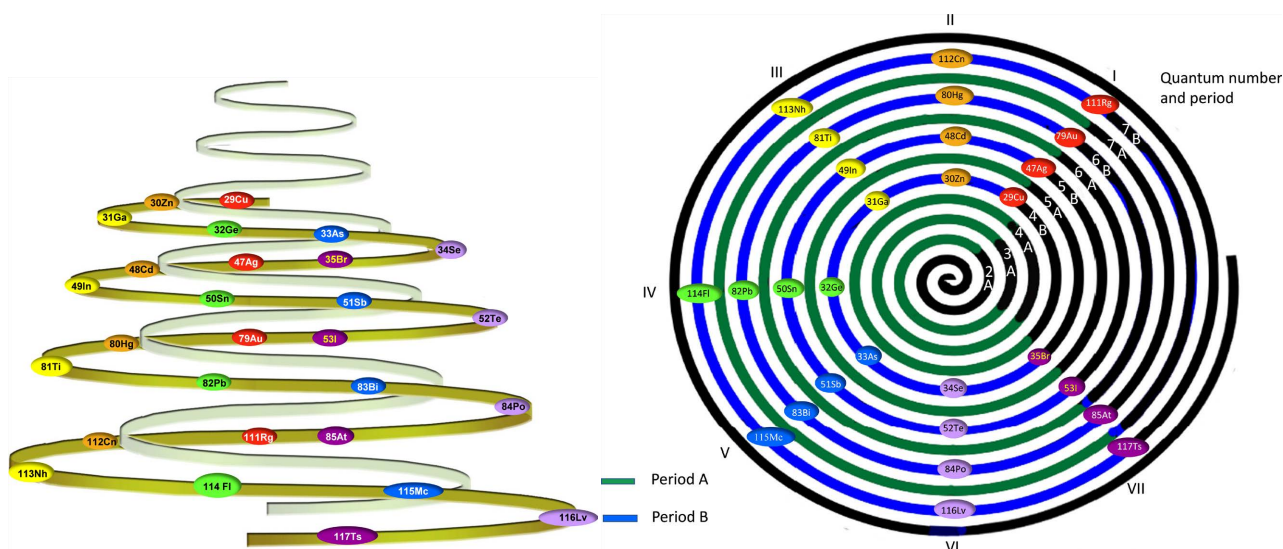 30Zn
29Cu
31Ga
32Ge
33As
34Se
48Cd
47Ag
35Br
49In
50Sn
51Sb
52Te
80Hg
79Au
53I
81Ti
82Pb
83Bi
84Po
112Cn
111Rg
85At
113Nh
114 Fl
115Mc
116Lv
117Ts
II
III
I
Quantum number
and period
112Cn
113Nh
111Rg
80Hg
81Ti
79Au
48Cd
49In
47Ag
30Zn
31Ga
29Cu
7
B
7
A
6
B
6
A
5
B
5
A
4
B
4
A
3
A
2
A
IV
114Fl
82Pb
50Sn
32Ge
33As
35Br
51Sb
34Se
53I
83Bi
85At
115Mc
52Te
117Ts
V
84Po
VII
116Lv
VI
Period A
Period B